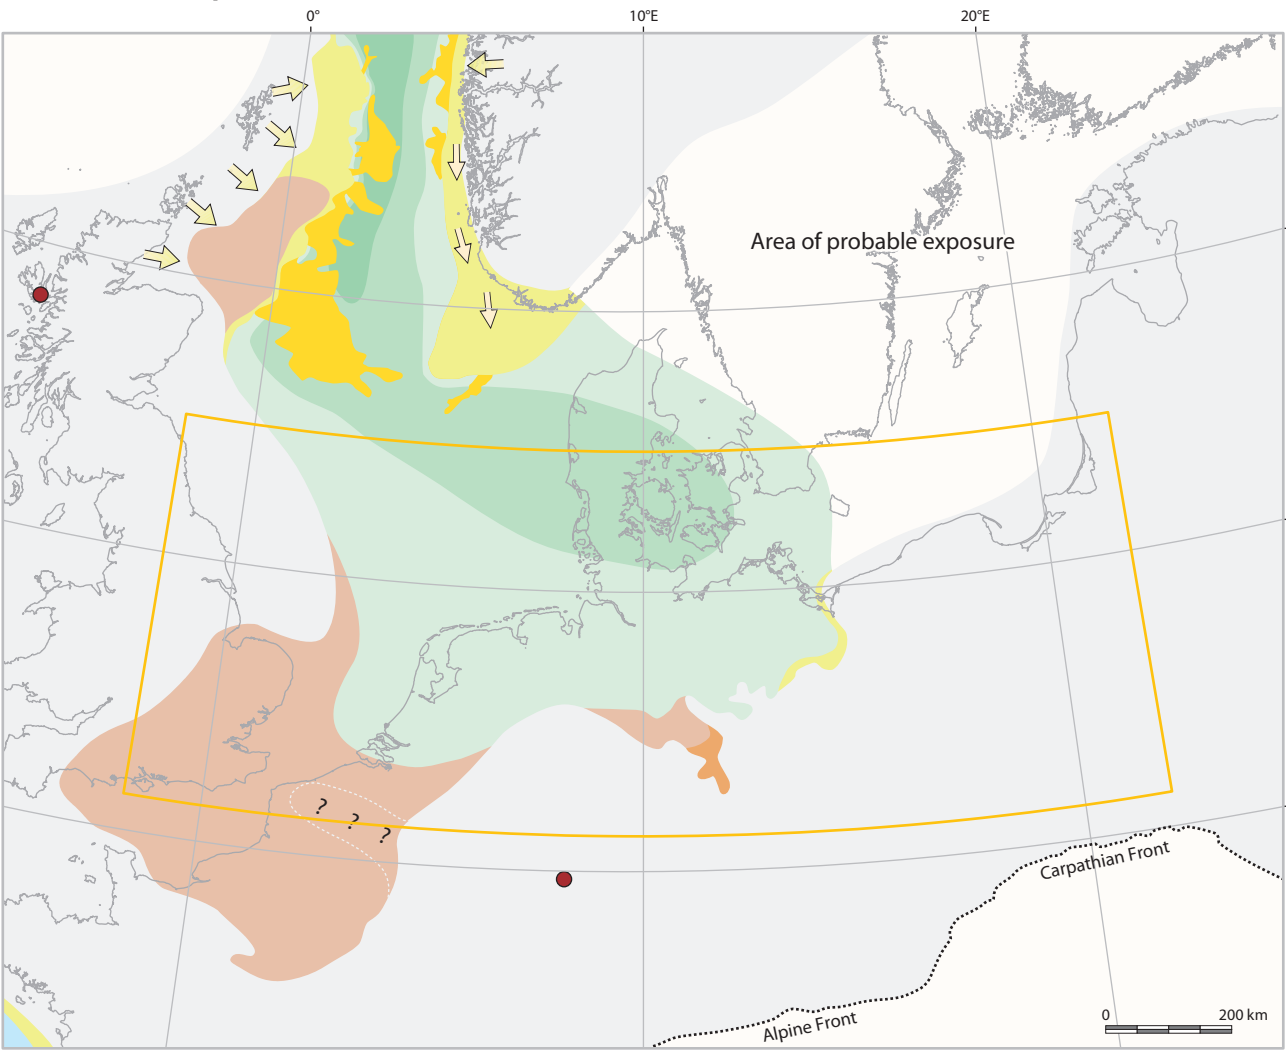 0°
10°E
20°E
Area of probable exposure
?
?
?
Carpathian Front
Alpine Front
0
200 km